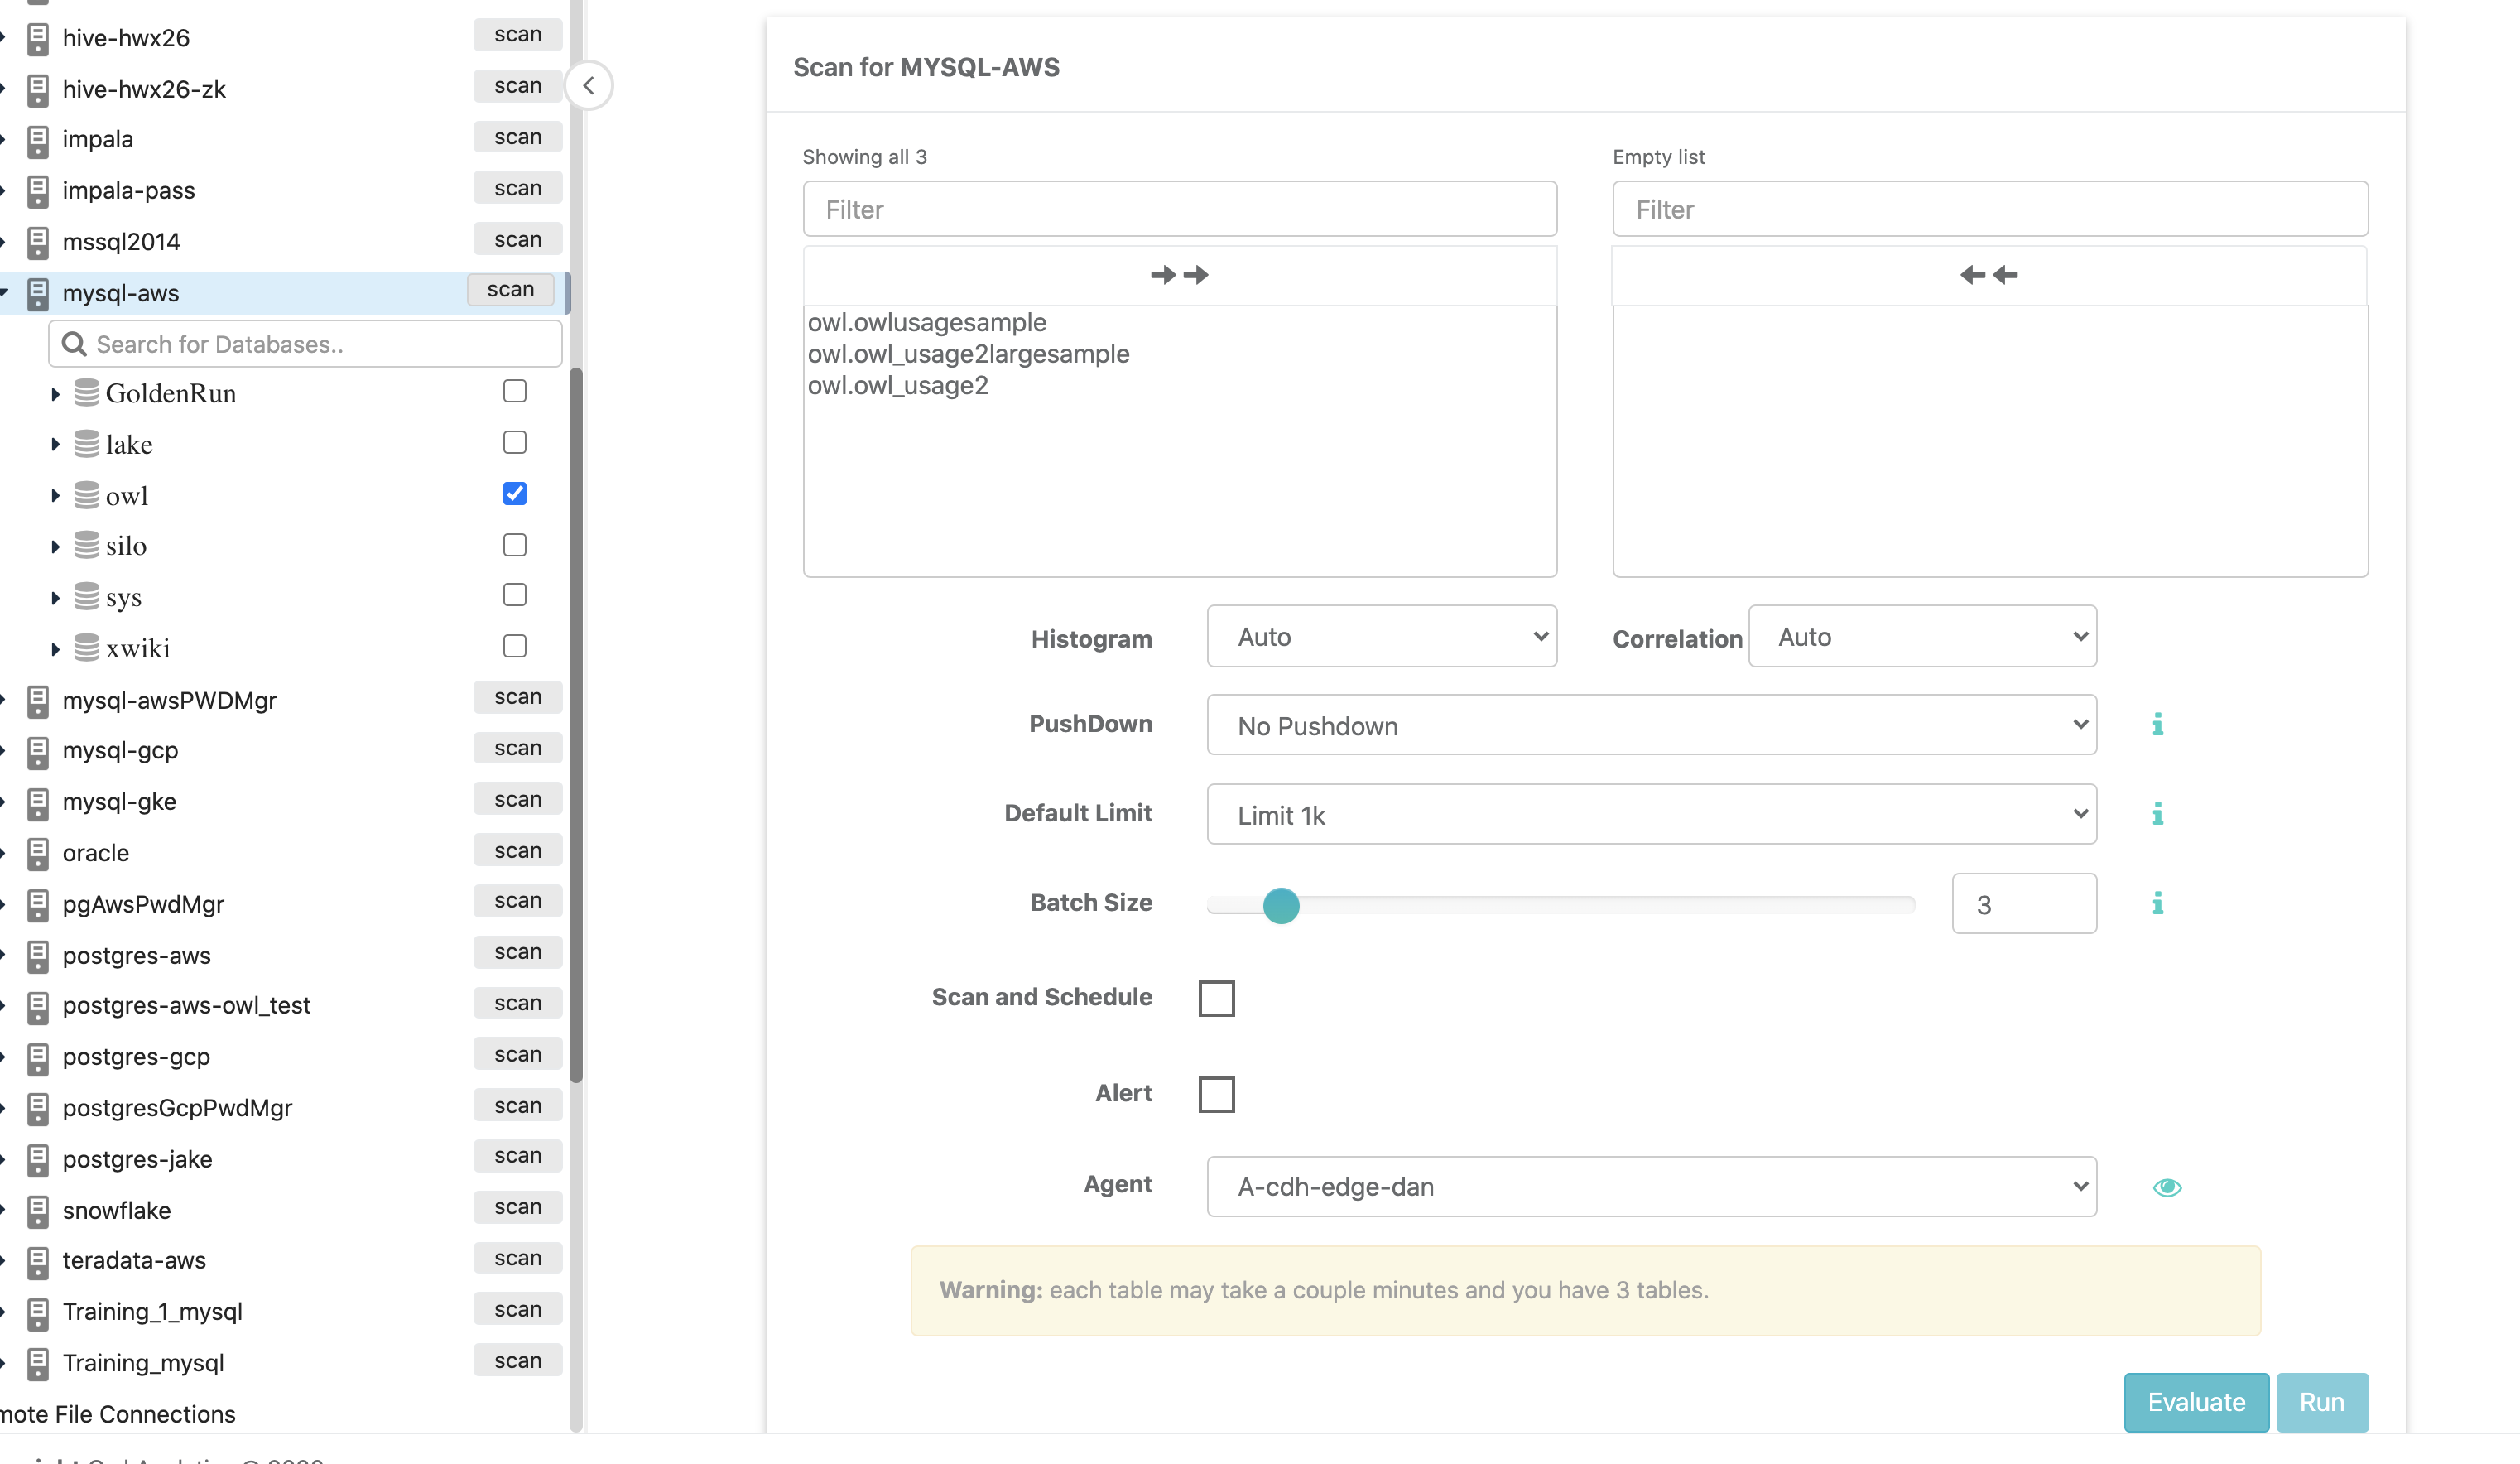 hive-hwx26 scan
hive-hwx26-zk scan
impala scan
impala-pass scan
mssql2014 scan
mysql-aws scan
Search for Databases..
GoldenRun
lake
owl
silo
sys
xwiki
mysql-awsPWDMgr scan
mysql-gcp scan
mysql-gke scan
oracle scan
pgAwsPwdMgr scan
postgres-aws scan
postgres-aws-owl_test scan
postgres-gcp scan
postgresGcpPwdMgr scan
postgres-jake scan
snowflake scan
teradata-aws scan
Training_1_mysql scan
Training_mysql scan
File Connections
Scan for MYSQL-AWS
Showing all 3
Filter
owl.owlusagesample
owl.owl_usage2largesample
owl.owl_usage2
Empty list
Filter
Histogram Auto Correlation Auto
PushDown No Pushdown
Default Limit Limit 1k
Batch Size 3
Scan and Schedule
Alert
Agent A-cdh-edge-dan
Warning: each table may take a couple minutes and you have 3 tables.
Evaluate Run